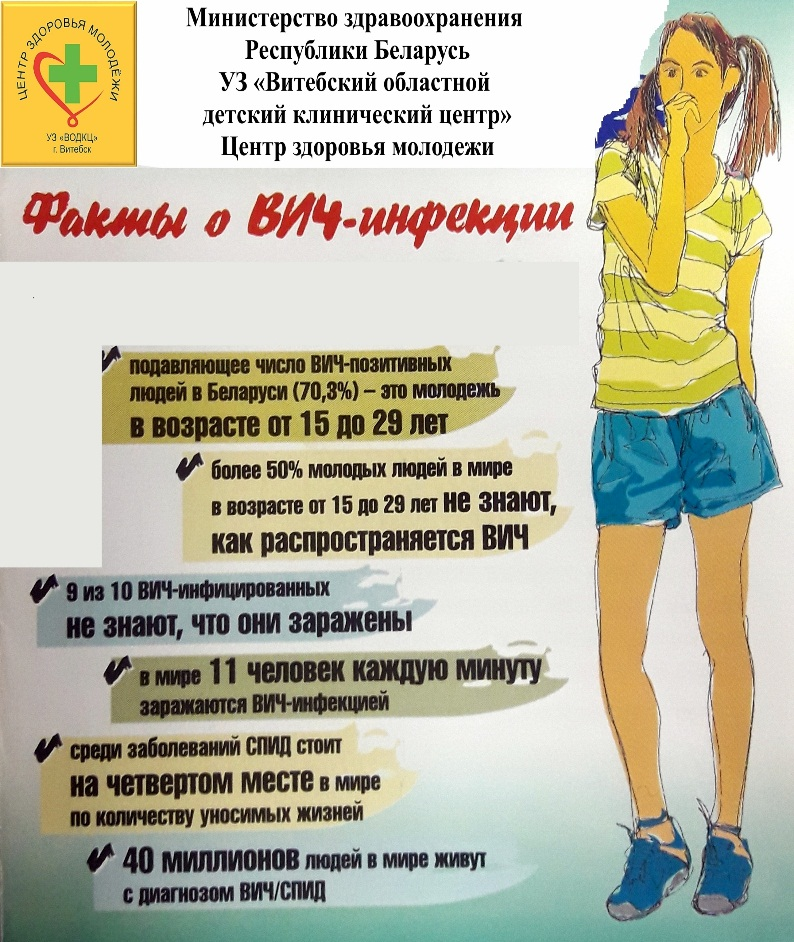 ЦЕНТР ЗДОРОВЬЯ МОЛОДЁЖИ
УЗ «ВОДКЦ»
г. Витебск
Министерство здравоохранения
Республики Беларусь
УЗ «Витебский областной
детский клинический центр»
Центр здоровья молодежи
Факты о ВИЧ-инфекции
подавляющее число ВИЧ-позитивных
людей в Беларуси (70,3%) – это молодежь
в возрасте от 15 до 29 лет
более 50% молодых людей в мире
в возрасте от 15 до 29 лет не знают,
как распространяется ВИЧ
9 из 10 ВИЧ-инфицированных
не знают, что они заражены
в мире 11 человек каждую минуту
заражаются ВИЧ-инфекцией
среди заболеваний СПИД стоит
на четвертом месте в мире
по количеству уносимых жизней
40 миллионов людей в мире живут
с диагнозом ВИЧ/СПИД